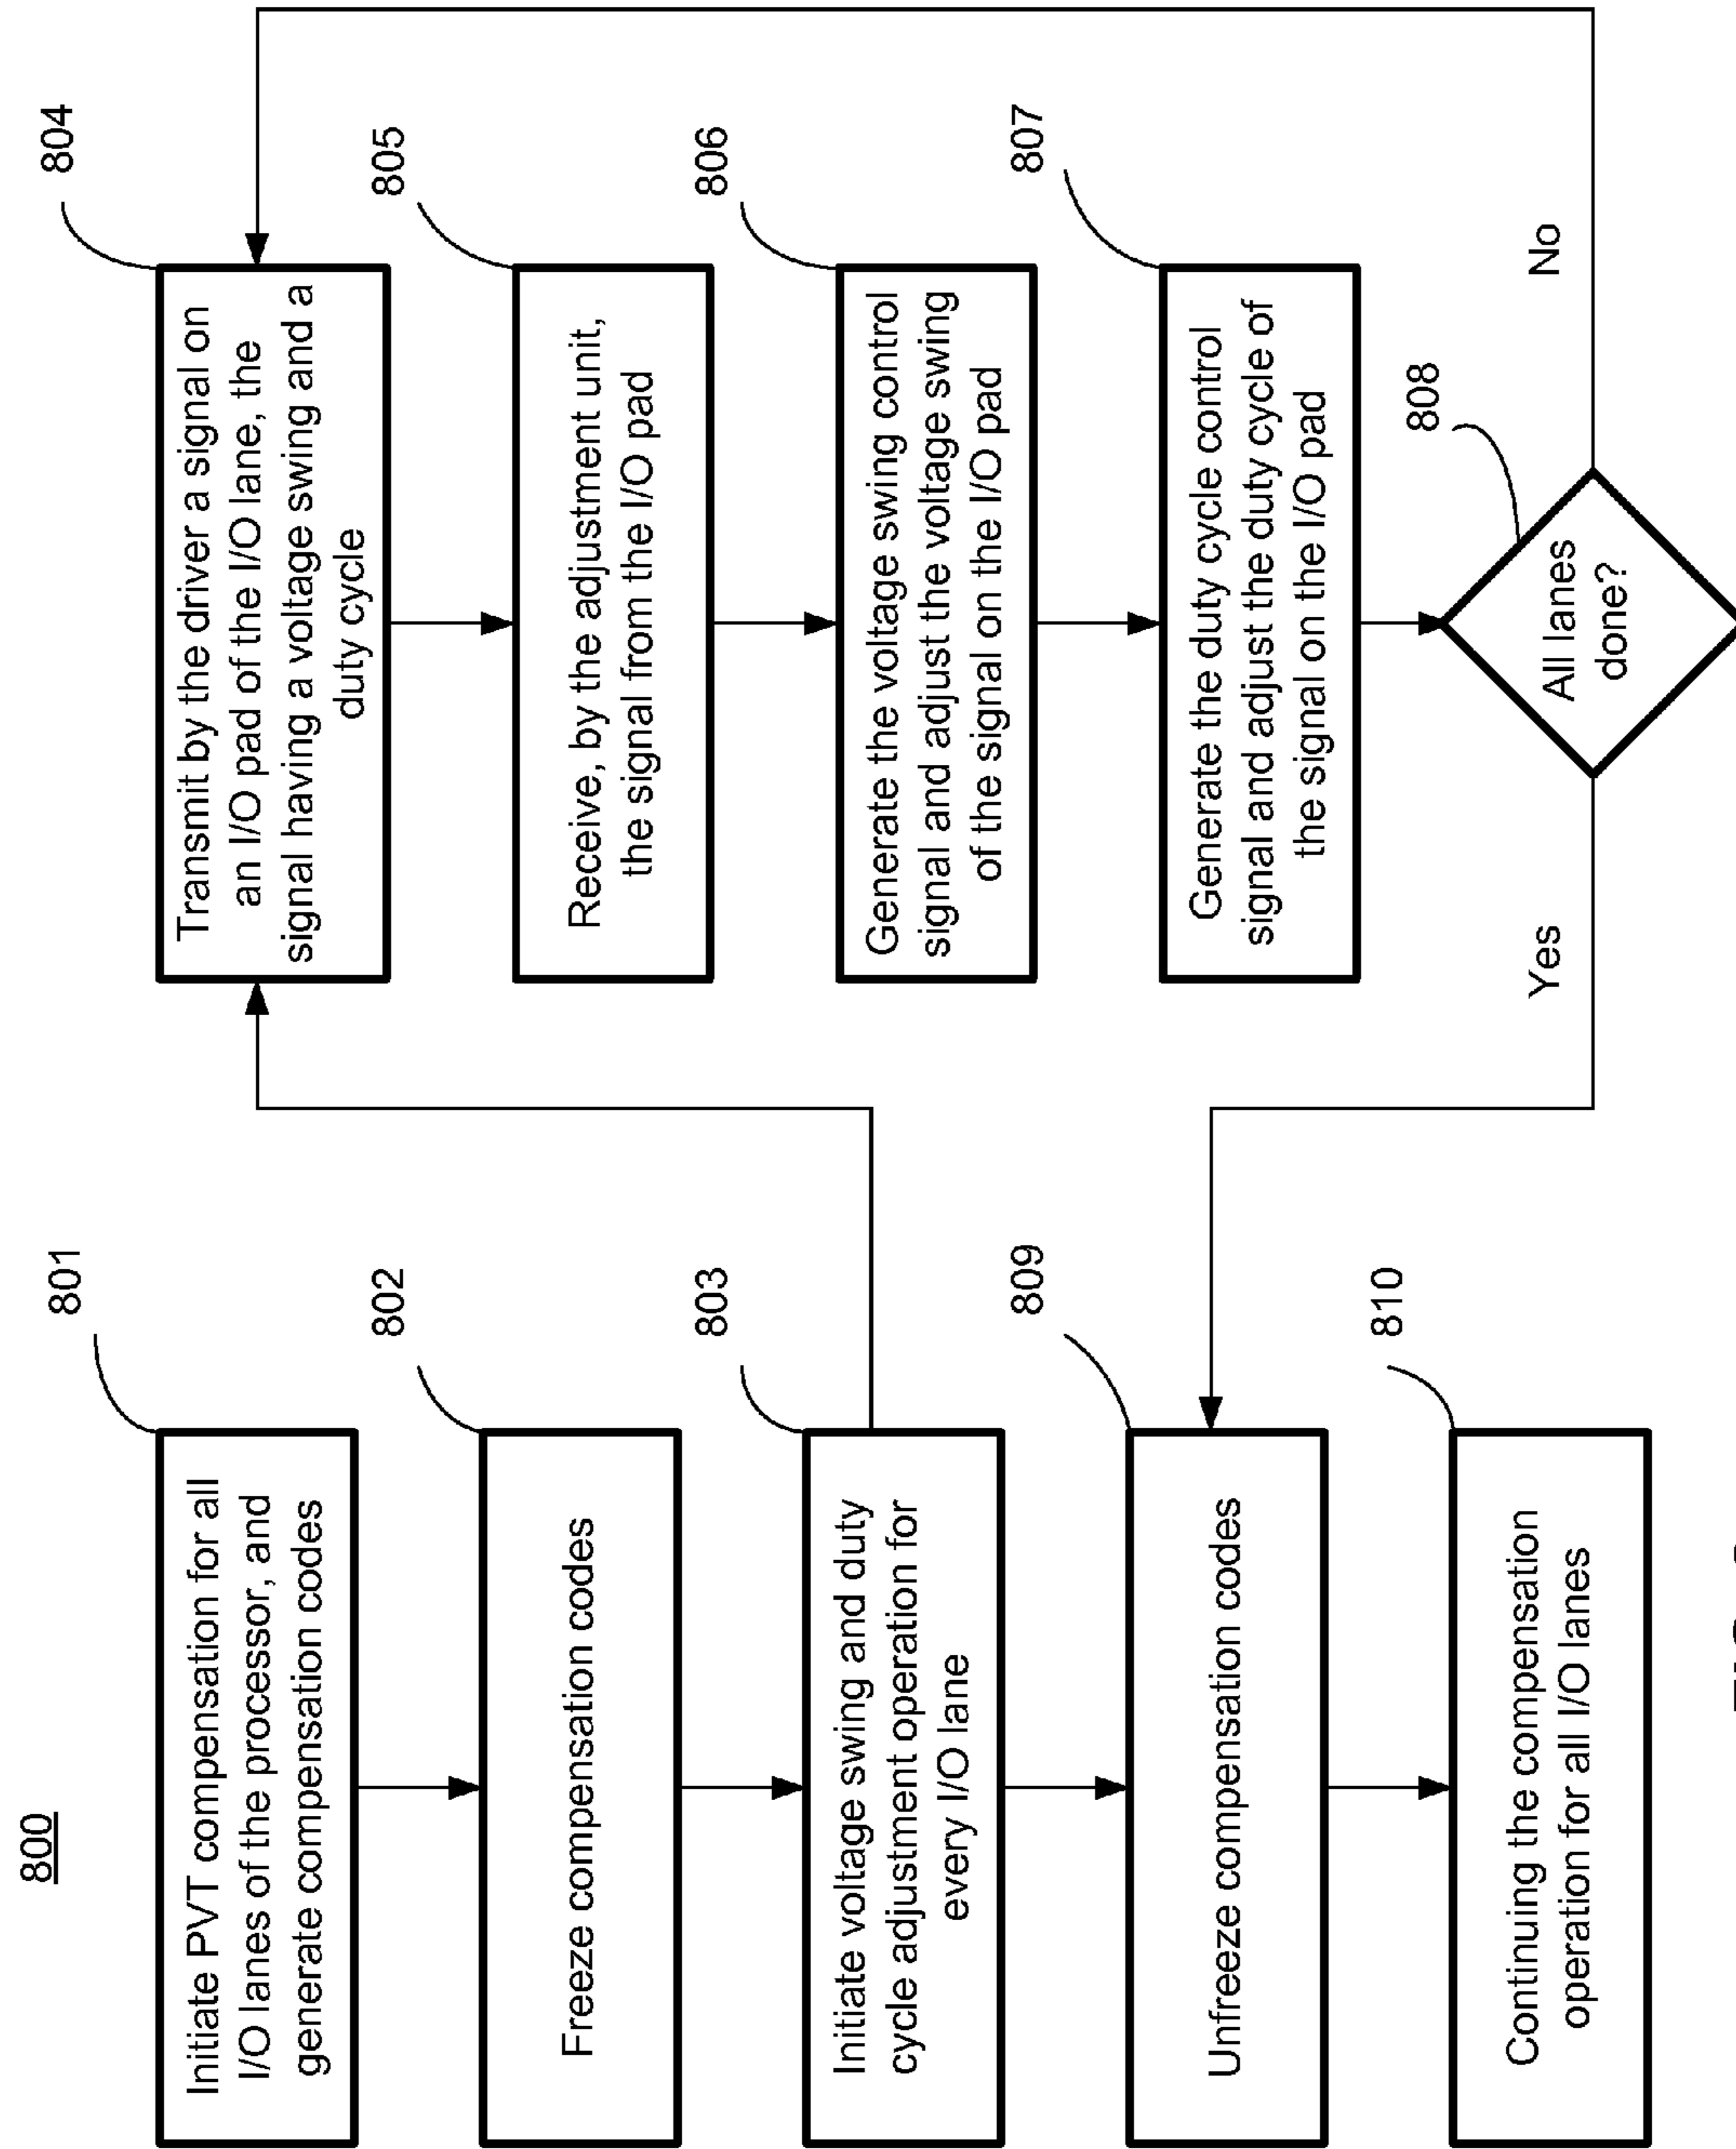 800
801
Initiate PVT compensation for all
I/O lanes of the processor, and
generate compensation codes
802
Freeze compensation codes
803
Initiate voltage swing and duty
cycle adjustment operation for
every I/O lane
809
Unfreeze compensation codes
810
Continuing the compensation
operation for all I/O lanes
804
Transmit by the driver a signal on
an I/O pad of the I/O lane, the
signal having a voltage swing and a
duty cycle
805
Receive, by the adjustment unit,
the signal from the I/O pad
806
Generate the voltage swing control
signal and adjust the voltage swing
of the signal on the I/O pad
807
Generate the duty cycle control
signal and adjust the duty cycle of
the signal on the I/O pad
808
All lanes
done?
Yes
No